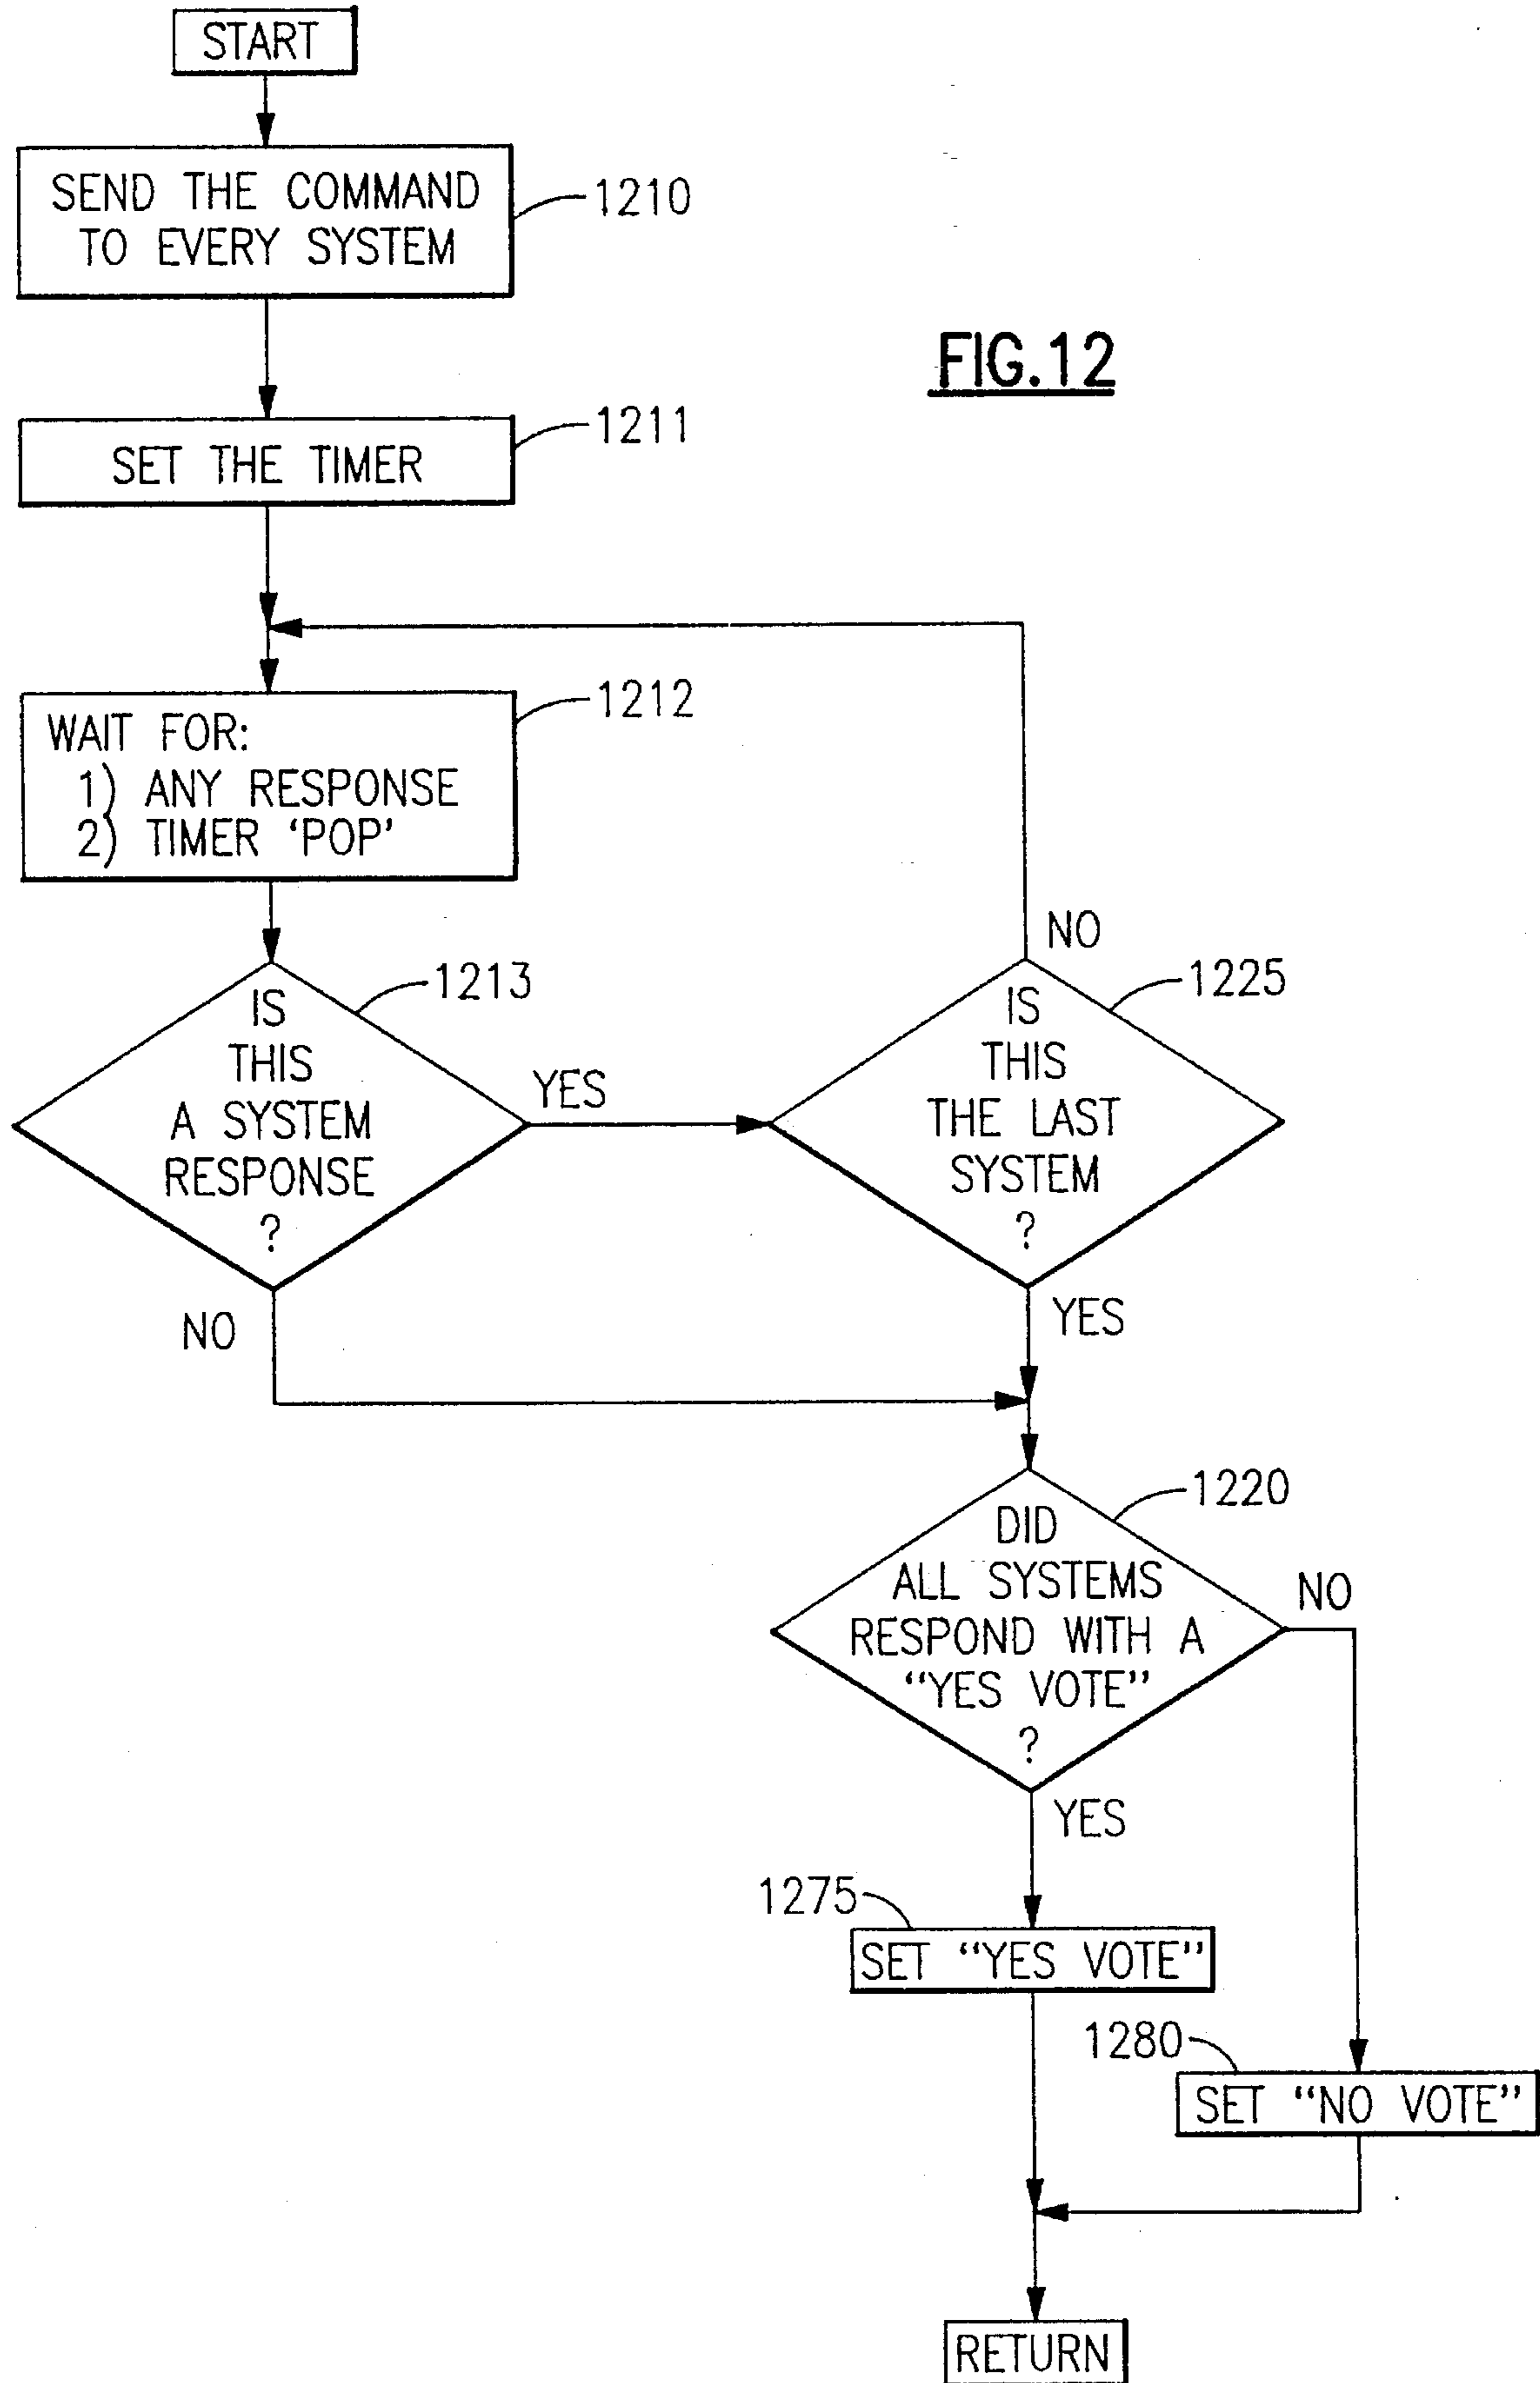 START
SEND THE COMMAND
TO EVERY SYSTEM
1210
FIG.12
SET THE TIMER
1211
WAIT FOR:
1) ANY RESPONSE
2) TIMER ‘POP’
1212
IS
THIS
A SYSTEM
RESPONSE
?
1213
YES
NO
IS
THIS
THE LAST
SYSTEM
?
1225
NO
YES
DID
ALL SYSTEMS
RESPOND WITH A
“YES VOTE”
?
1220
NO
YES
1275
SET “YES VOTE”
1280
SET “NO VOTE”
RETURN